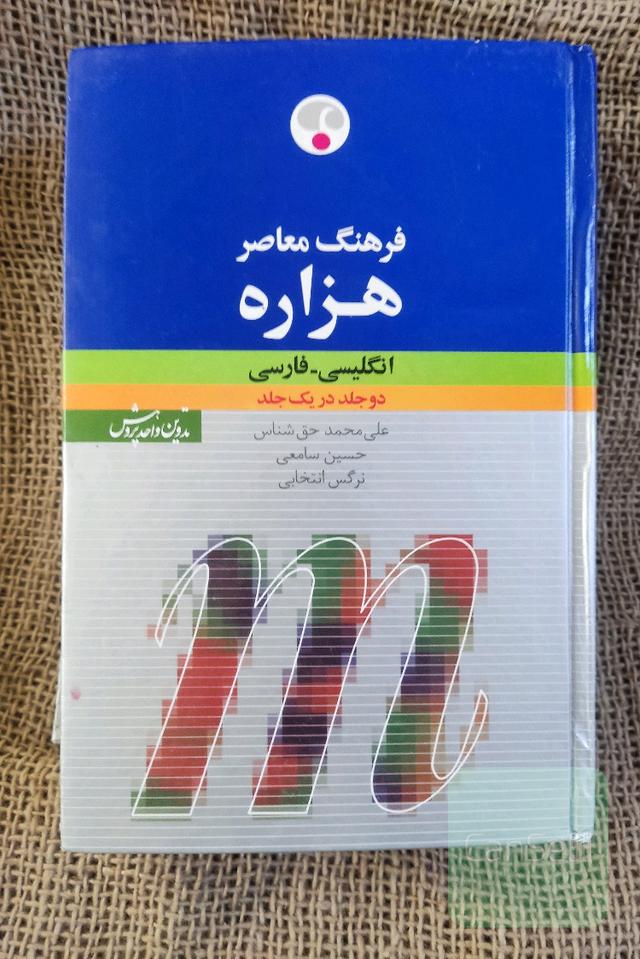 فرهنگ معاصر
هزاره
انگلیسی-فارسی
دو جلد در یک جلد
تدوین واحد پژوهش
علی محمد حق شناس
حسین سامعی
نرگس انتخابی
m